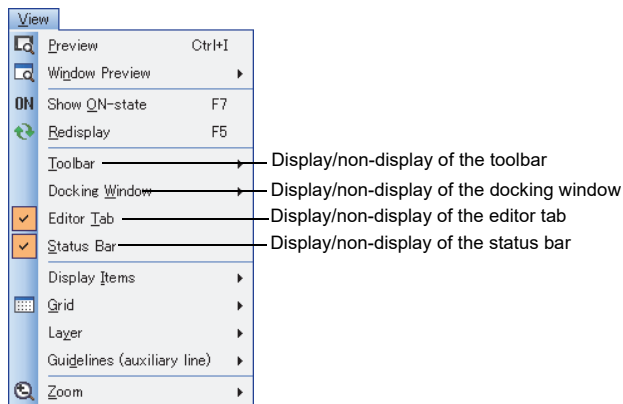 View
Preview Ctrl+I
Window Preview
ON Show ON-state F7
Redisplay F5
Toolbar Display/non-display of the toolbar
Docking Window Display/non-display of the docking window
Editor Tab Display/non-display of the editor tab
Status Bar Display/non-display of the status bar
Display Items
Grid
Layer
Guidelines (auxiliary line)
Zoom